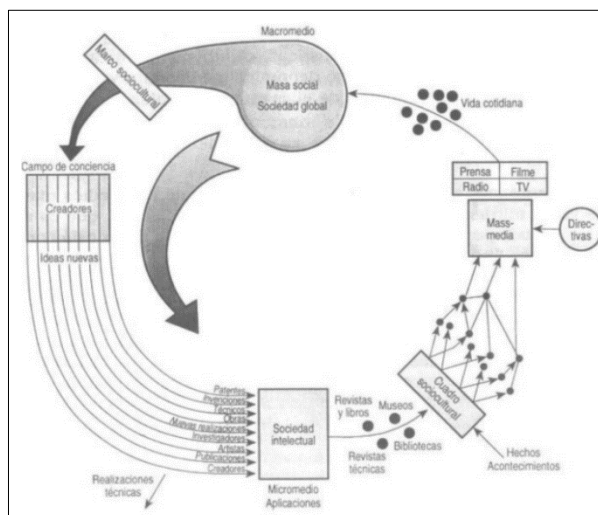 Macromedio
Marco sociocultural
Masa social
Sociedad global
Vida cotidiana
Prensa
Filme
Radio
TV
Mass-
media
Direc-
tivas
Campo de conciencia
Creadores
Ideas nuevas
Patentes
Invenciones
Técnicos
Obras
Nuevas realizaciones
Investigadores
Artistas
Publicaciones
Creadores
Realizaciones
técnicas
Sociedad
intelectual
Micromedio
Aplicaciones
Revistas
y libros
Museos
Bibliotecas
Revistas
técnicas
Cuadro
sociocultural
Hechos
Acontecimientos